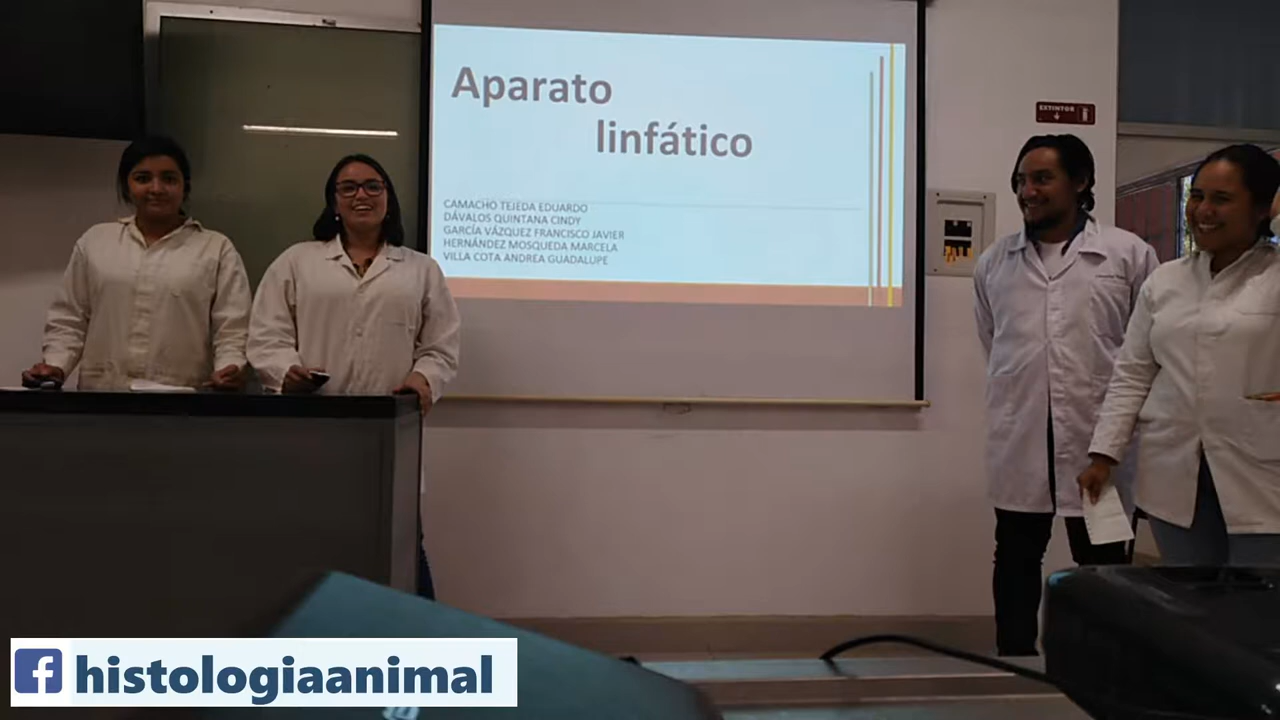 Aparato
linfático
CAMACHO TEJEDA EDUARDO
DÁVALOS QUINTANA CINDY
GARCÍA VÁZQUEZ FRANCISCO JAVIER
HERNÁNDEZ MOSQUEDA MARCELA
VILLA COTA ANDREA GUADALUPE
EXTINTOR
histologiaanimal